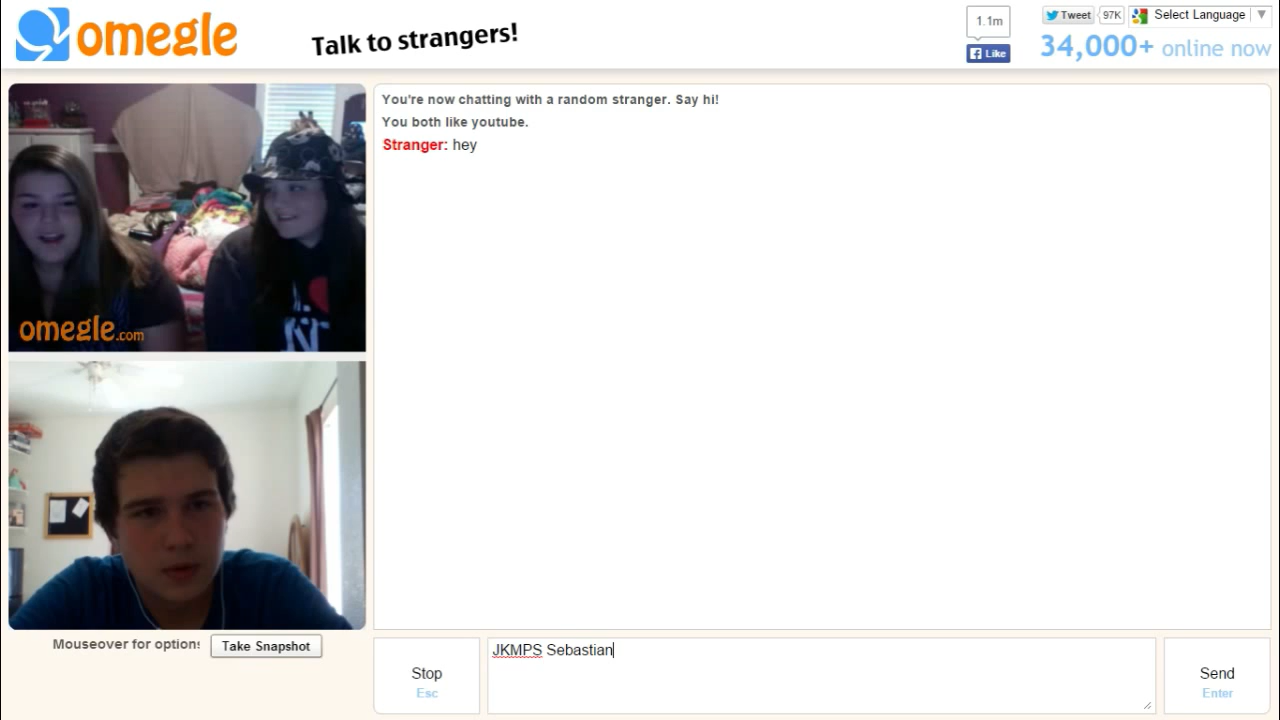 omegle
Talk to strangers!
1.1m
Like
Tweet
97K
Select Language
34,000+ online now
omegle.com
You're now chatting with a random stranger. Say hi!
You both like youtube.
Stranger: hey
Mouseover for option
Take Snapshot
Stop
Esc
JKMPS Sebastian
Send
Enter